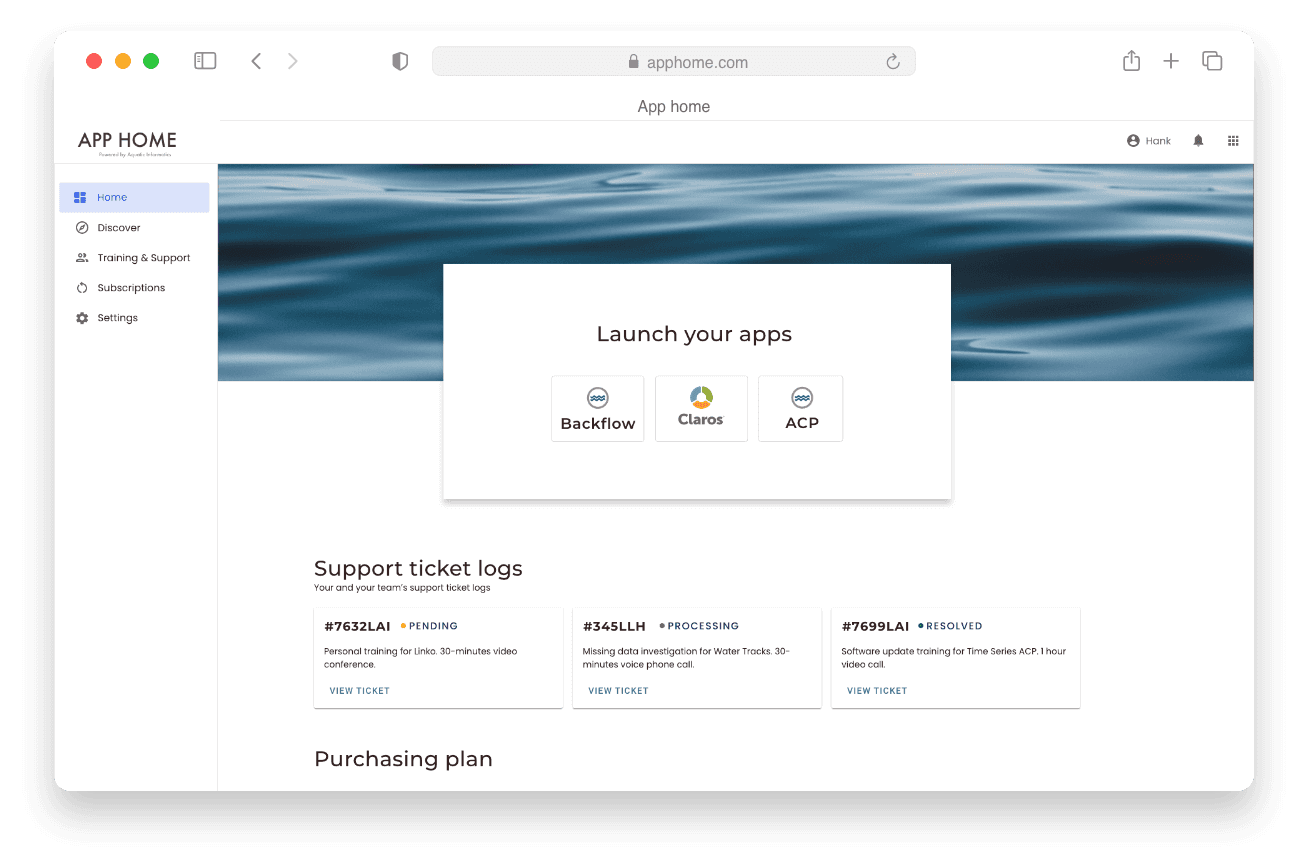 apphome.com
App home
APP HOME
Powered by Aquatic Informatics
Hank
Home
Discover
Training & Support
Subscriptions
Settings
Launch your apps
Backflow
Claros
ACP
Support ticket logs
Your and your team's support ticket logs
#7632LAI PENDING
Personal training for Linko. 30-minutes video
conference.
VIEW TICKET
#345LLH PROCESSING
Missing data investigation for Water Tracks. 30-
minutes voice phone call.
VIEW TICKET
#7699LAI RESOLVED
Software update training for Time Series ACP. 1 hour
video call.
VIEW TICKET
Purchasing plan